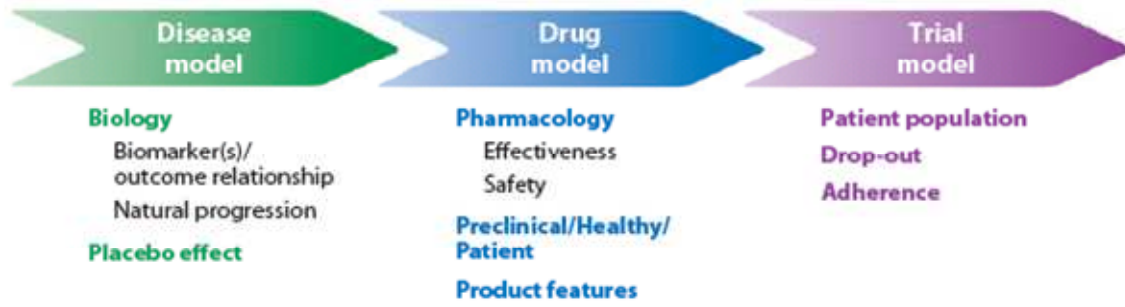 Disease
model
Biology
Biomarker(s)/
outcome relationship
Natural progression
Placebo effect
Drug
model
Pharmacology
Effectiveness
Safety
Preclinical/Healthy/
Patient
Product features
Trial
model
Patient population
Drop-out
Adherence